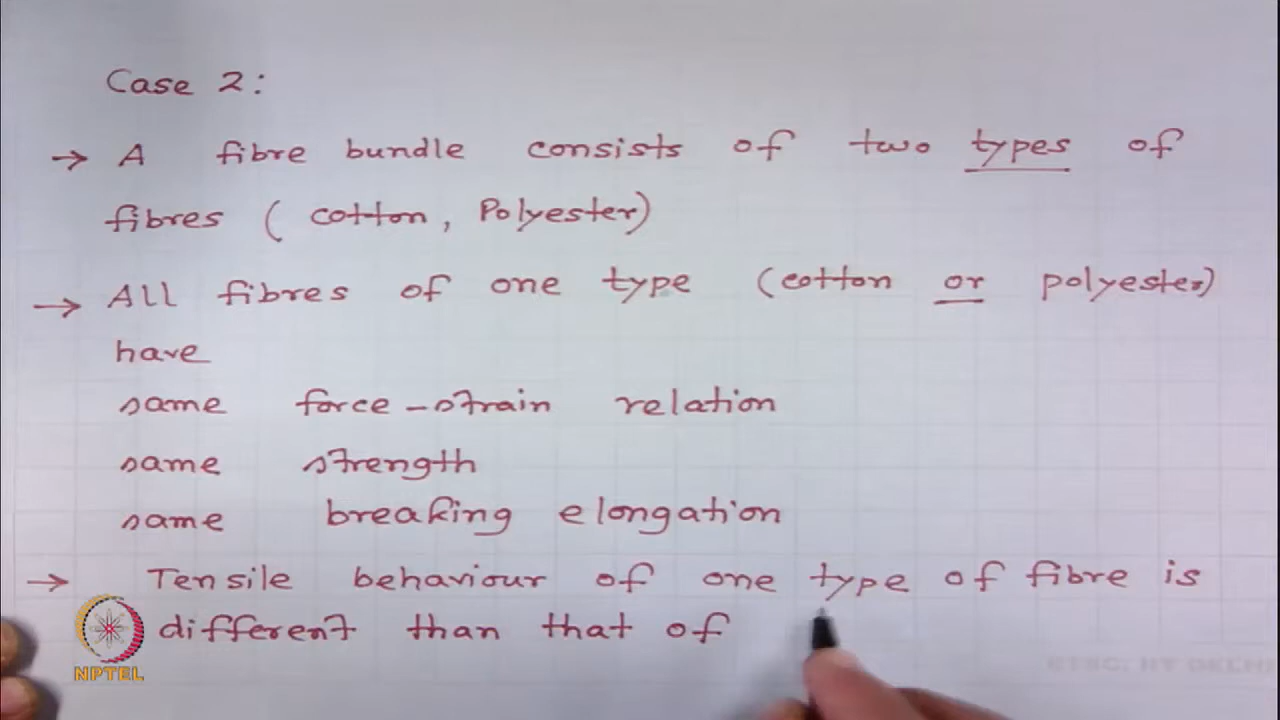 Case 2:
→ A fibre bundle consists of two types of
fibres ( cotton, Polyester)
→ All fibres of one type (cotton or polyester)
have
same force-strain relation
same strength
same breaking elongation
→ Tensile behaviour of one type of fibre is
different than that of
NPTEL